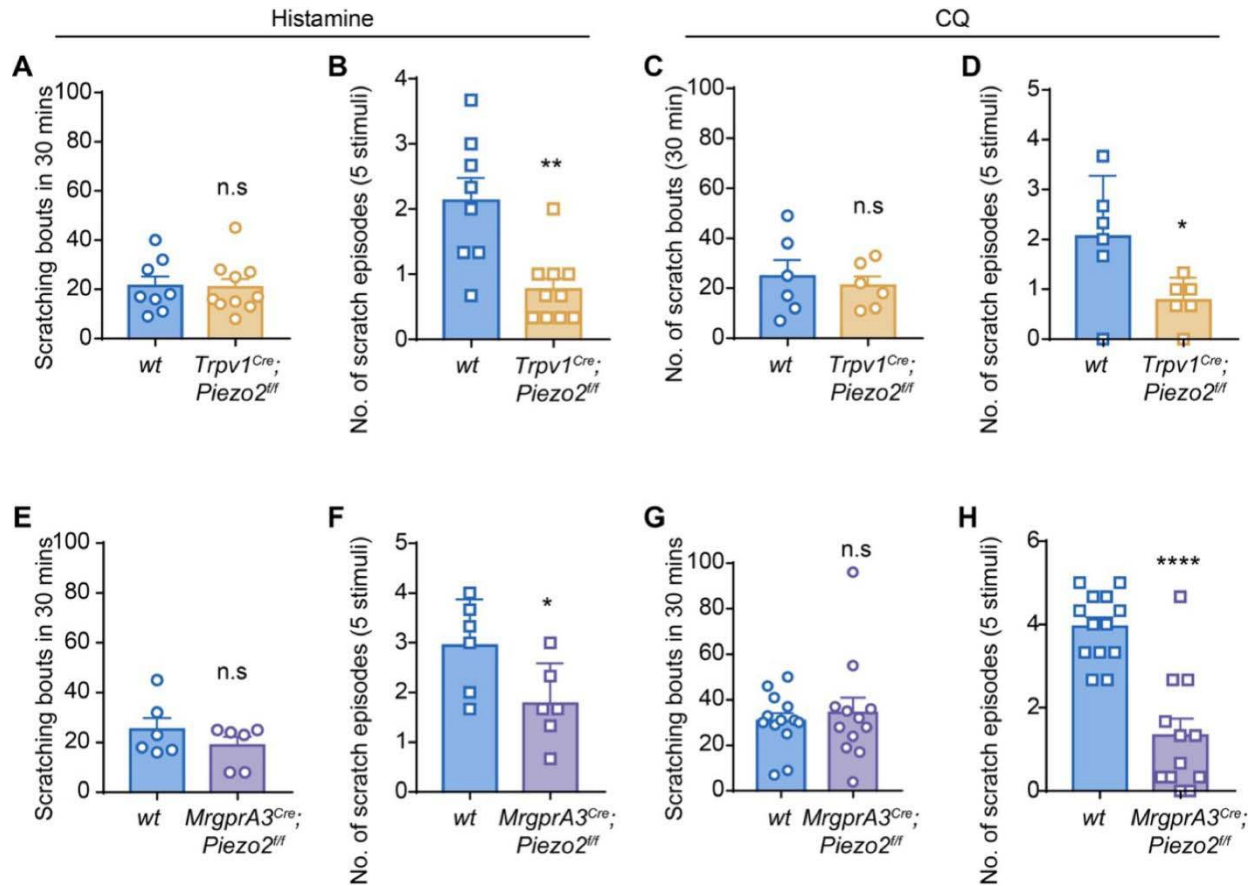 Histamine
CQ
A
Scratching bouts in 30 mins
100
80
60
40
20
0
n.s
wt
Trpv1Cre;
Piezo2f/f
B
No. of scratch episodes (5 stimuli)
4
3
2
1
0
**
wt
Trpv1Cre;
Piezo2f/f
C
No. of scratch bouts (30 min)
100
80
60
40
20
0
n.s
wt
Trpv1Cre;
Piezo2f/f
D
No. of scratch episodes (5 stimuli)
5
4
3
2
1
0
*
wt
Trpv1Cre;
Piezo2f/f
E
Scratching bouts in 30 mins
100
80
60
40
20
0
n.s
wt
MrgprA3Cre;
Piezo2f/f
F
No. of scratch episodes (5 stimuli)
5
4
3
2
1
0
*
wt
MrgprA3Cre;
Piezo2f/f
G
Scratching bouts in 30 mins
100
80
60
40
20
0
n.s
wt
MrgprA3Cre;
Piezo2f/f
H
No. of scratch episodes (5 stimuli)
6
4
2
0
****
wt
MrgprA3Cre;
Piezo2f/f